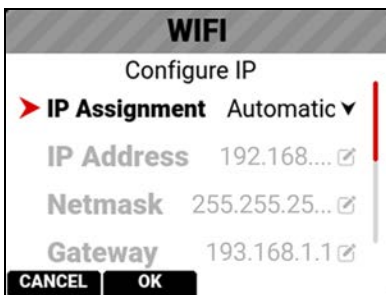 WIFI
Configure IP
IP Assignment Automatic
IP Address 192.168....
Netmask 255.255.25...
Gateway 193.168.1.1
CANCEL OK